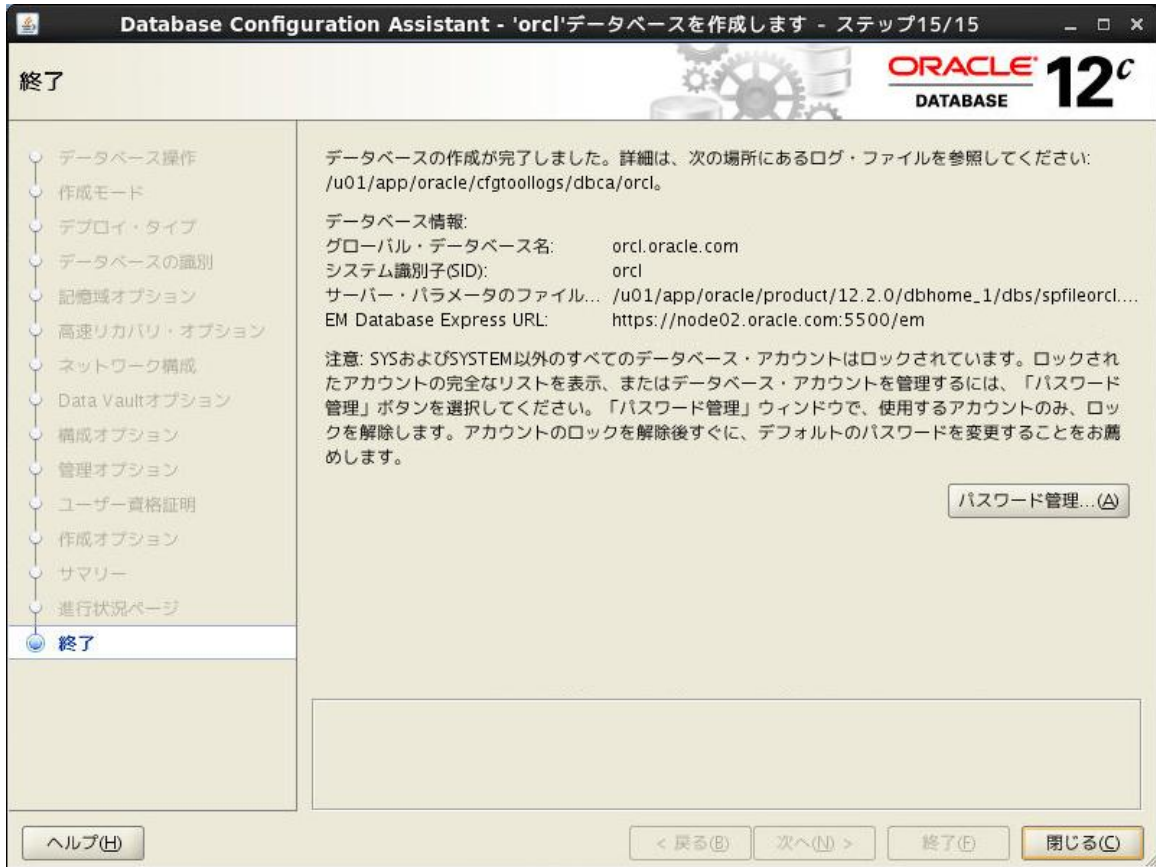 Database Configuration Assistant - 'orcl'データベースを作成します - ステップ15/15
終了
ORACLE
DATABASE
12c
データベース操作
作成モード
デプロイ・タイプ
データベースの識別
記憶域オプション
高速リカバリ・オプション
ネットワーク構成
Data Vaultオプション
構成オプション
管理オプション
ユーザー資格証明
作成オプション
サマリー
進行状況ページ
終了
データベースの作成が完了しました。詳細は、次の場所にあるログ・ファイルを参照してください:
/u01/app/oracle/cfgtoollogs/dbca/orcl。
データベース情報:
グローバル・データベース名: orcl.oracle.com
システム識別子(SID): orcl
サーバー・パラメータのファイル... /u01/app/oracle/product/12.2.0/dbhome_1/dbs/spfileorcl....
EM Database Express URL: https://node02.oracle.com:5500/em
注意: SYSおよびSYSTEM以外のすべてのデータベース・アカウントはロックされています。ロックされ
たアカウントの完全なリストを表示、またはデータベース・アカウントを管理するには、「パスワード
管理」ボタンを選択してください。「パスワード管理」ウィンドウで、使用するアカウントのみ、ロッ
クを解除します。アカウントのロックを解除後すぐに、デフォルトのパスワードを変更することをお薦
めします。
パスワード管理...(A)
ヘルプ(H)
< 戻る(B)
次へ(N) >
終了(F)
閉じる(C)